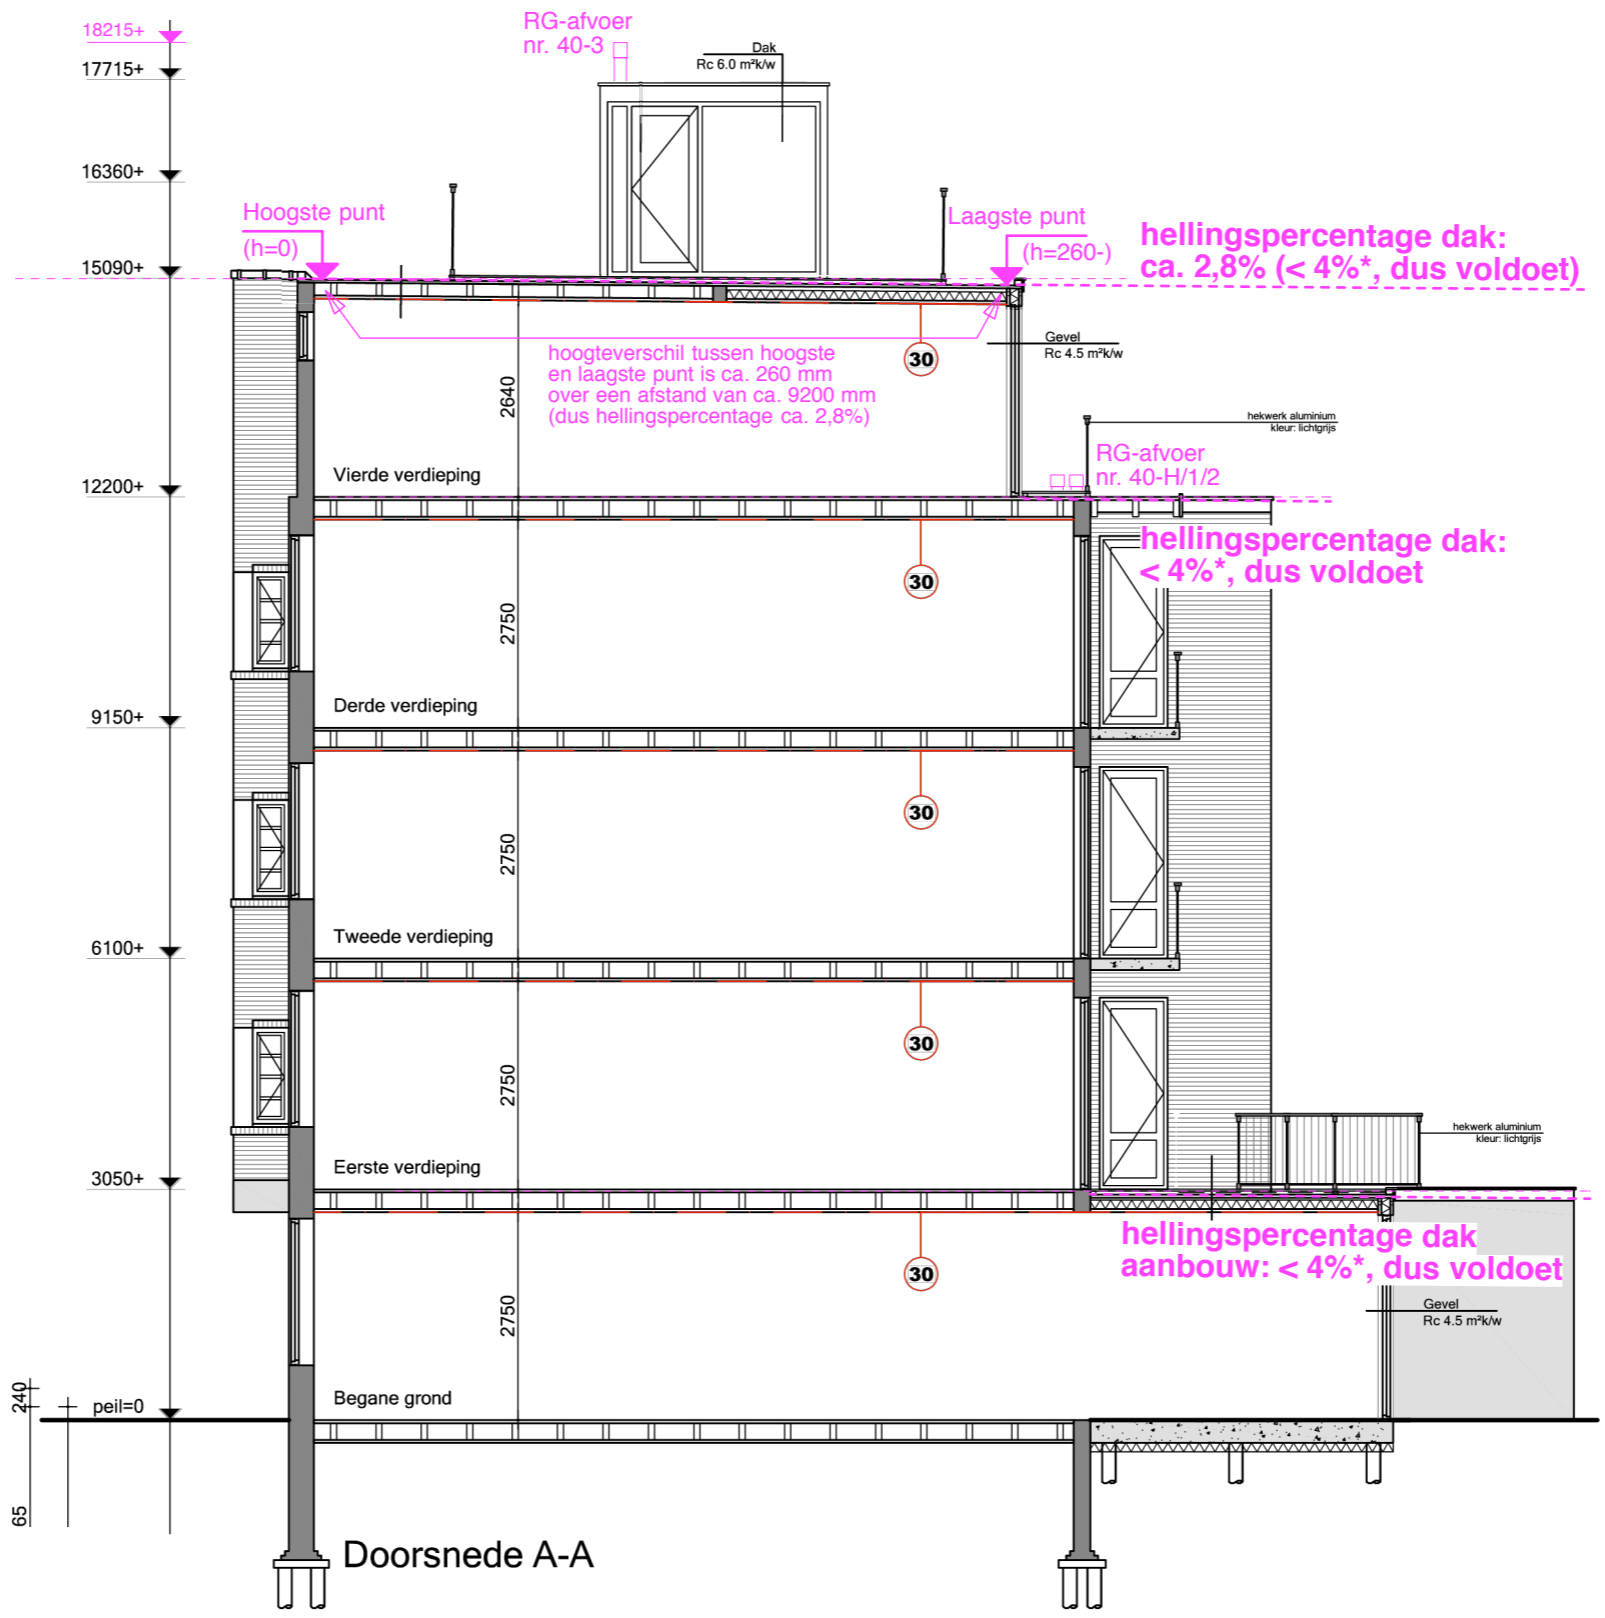 18215+
RG-afvoer
nr. 40-3
Dak
Rc 6.0 m²k/w
17715+
16360+
Hoogste punt
(h=0)
Laagste punt
(h=260-)
hellingspercentage dak:
ca. 2,8% (< 4%*, dus voldoet)
15090+
Gevel
Rc 4.5 m²k/w
hoogteverschil tussen hoogste
en laagste punt is ca. 260 mm
over een afstand van ca. 9200 mm
(dus hellingspercentage ca. 2,8%)
30
2640
hekwerk aluminium
kleur: lichtgrijs
RG-afvoer
nr. 40-H/1/2
Vierde verdieping
12200+
hellingspercentage dak:
< 4%*, dus voldoet
30
2750
Derde verdieping
9150+
30
2750
Tweede verdieping
6100+
30
2750
hekwerk aluminium
kleur: lichtgrijs
Eerste verdieping
3050+
hellingspercentage dak
aanbouw: < 4%*, dus voldoet
30
2750
Gevel
Rc 4.5 m²k/w
Begane grond
240
peil=0
65
Doorsnede A-A